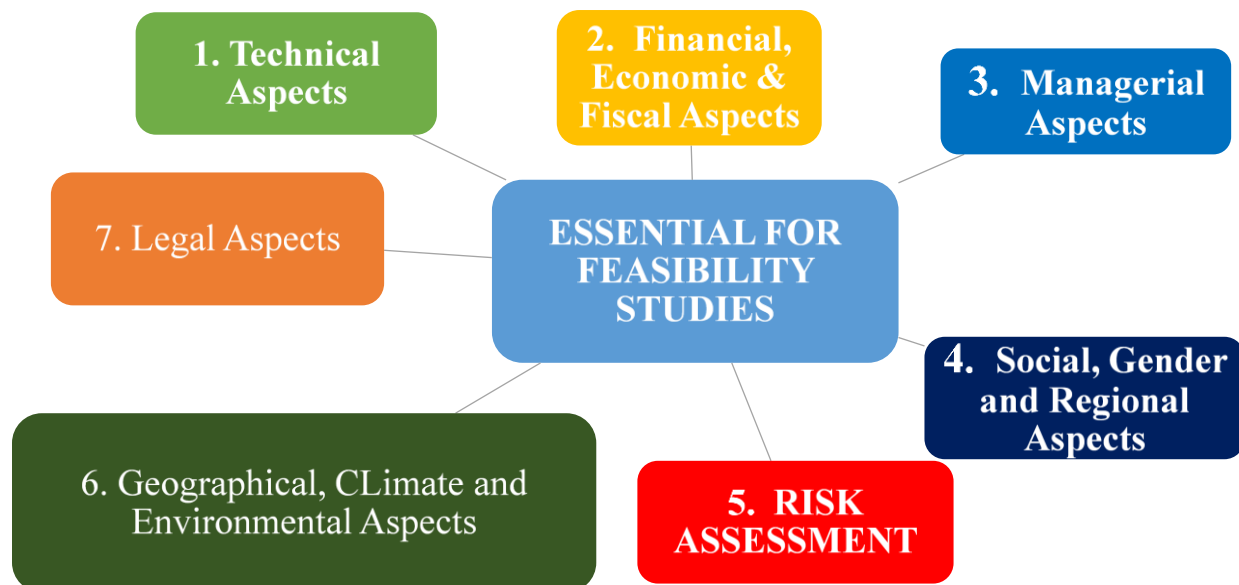 1. Technical
Aspects
2. Financial,
Economic &
Fiscal Aspects
3. Managerial
Aspects
7. Legal Aspects
ESSENTIAL FOR
FEASIBILITY
STUDIES
4. Social, Gender
and Regional
Aspects
6. Geographical, CLimate and
Environmental Aspects
5. RISK
ASSESSMENT